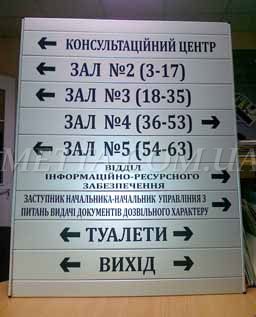 ← КОНСУЛЬТАЦІЙНИЙ ЦЕНТР
← ЗАЛ №2 (3-17)
← ЗАЛ №3 (18-35)
ЗАЛ №4 (36-53) →
← ЗАЛ №5 (54-63)
ВІДДІЛ
ІНФОРМАЦІЙНО-РЕСУРСНОГО →
ЗАБЕЗПЕЧЕННЯ
ЗАСТУПНИК НАЧАЛЬНИКА-НАЧАЛЬНИК УПРАВЛІННЯ З
ПИТАНЬ ВИДАЧІ ДОКУМЕНТІВ ДОЗВІЛЬНОГО ХАРАКТЕРУ →
← ТУАЛЕТИ →
← ВИХІД →